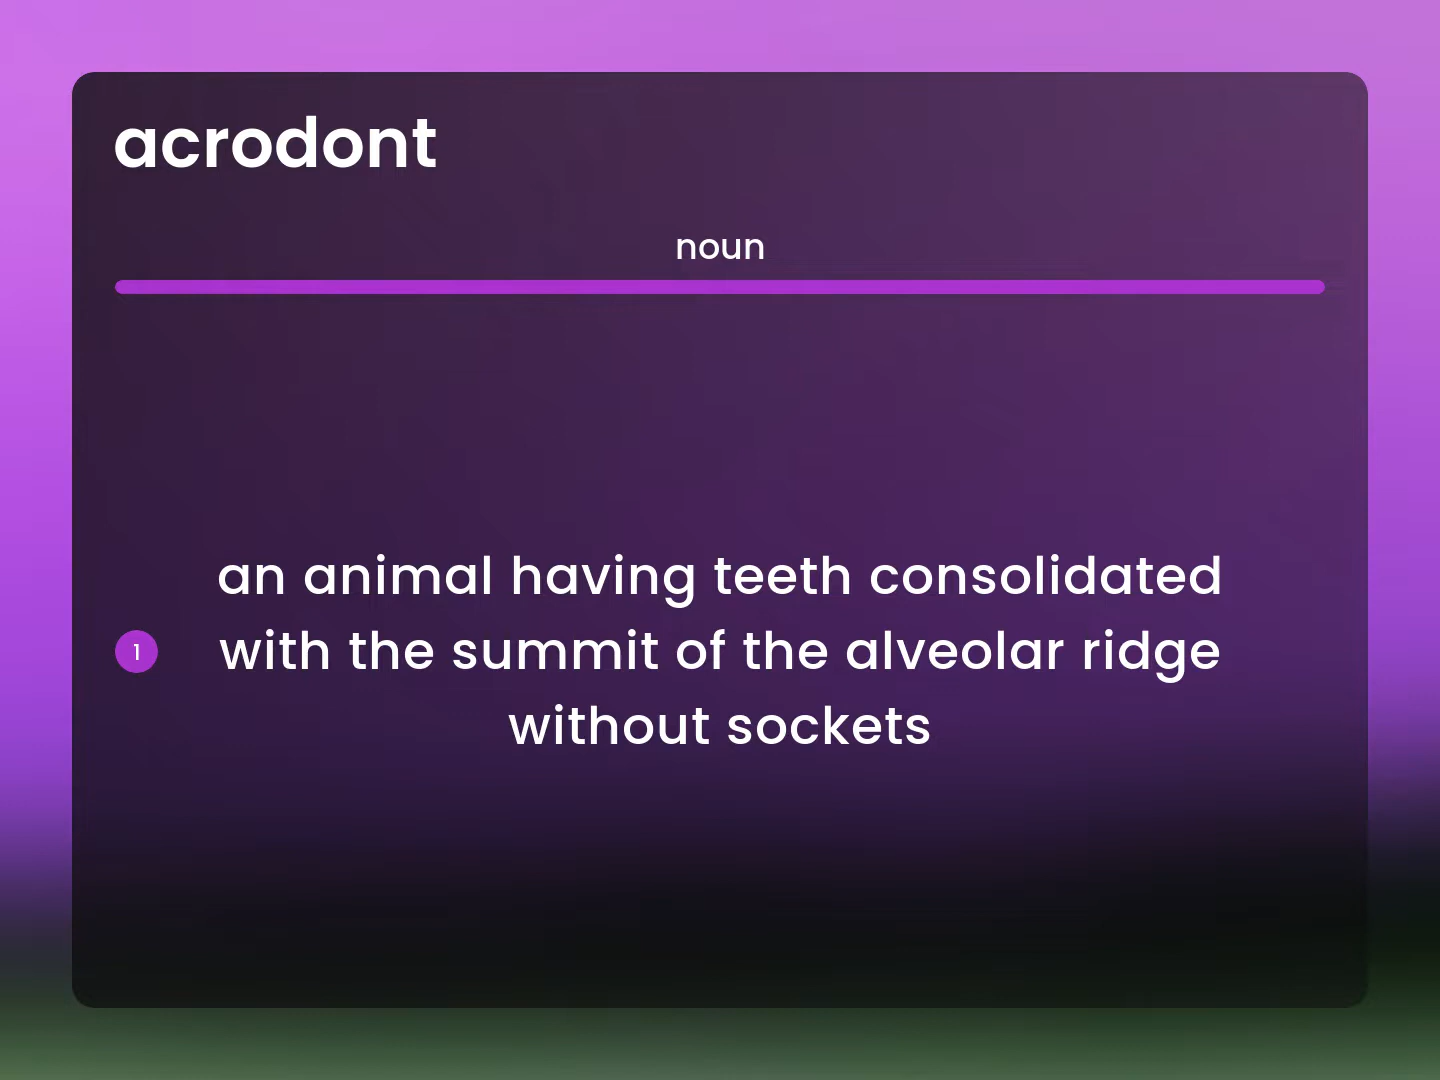 acrodont
noun
an animal having teeth consolidated
1
with the summit of the alveolar ridge
without sockets